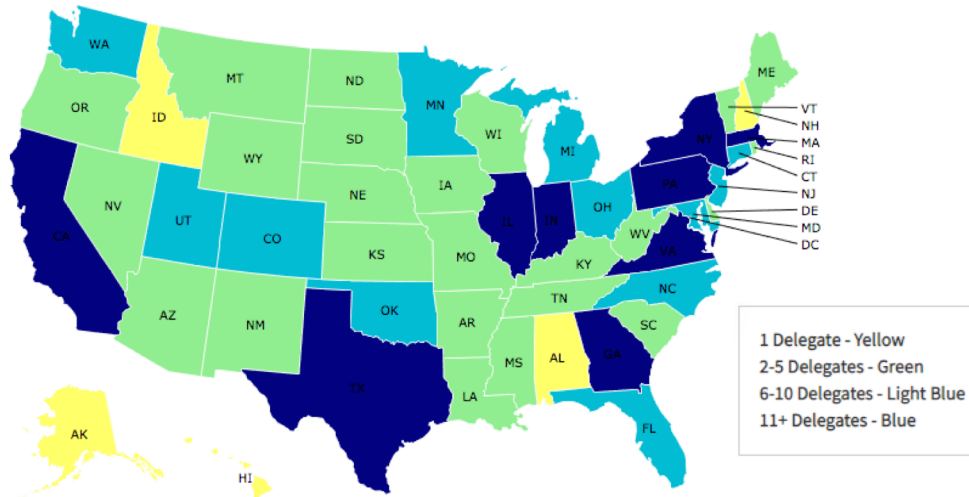 WA
MT
ND
MN
ME
OR
ID
SD
WI
MI
NY
VT
NH
MA
RI
CT
NJ
DE
MD
DC
WY
NE
IA
PA
NV
UT
CO
IL
IN
OH
CA
KS
MO
WV
VA
KY
NC
TN
AZ
NM
OK
AR
SC
MS
AL
GA
TX
LA
FL
AK
HI
1 Delegate - Yellow
2-5 Delegates - Green
6-10 Delegates - Light Blue
11+ Delegates - Blue